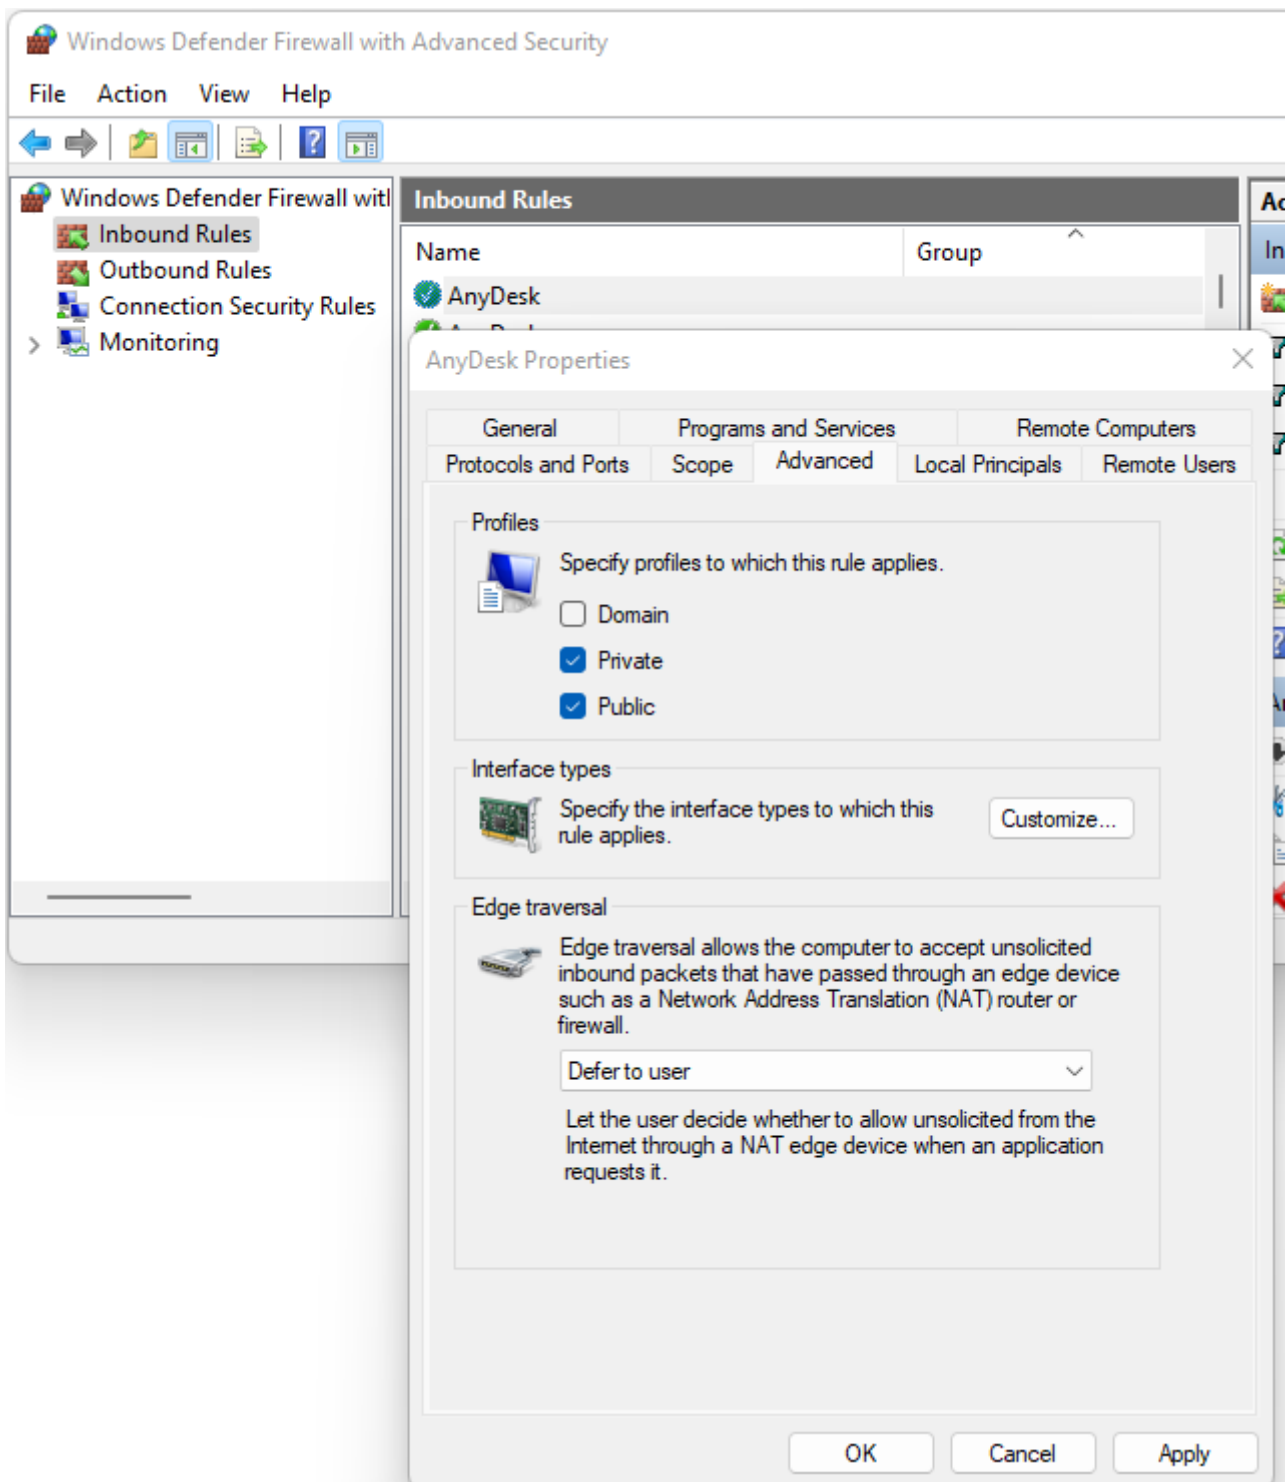 Windows Defender Firewall with Advanced Security
File Action View Help
Windows Defender Firewall witl
Inbound Rules
Outbound Rules
Connection Security Rules
Monitoring
Inbound Rules
Name Group
AnyDesk
Ac
In
AnyDesk Properties
General Programs and Services Remote Computers
Protocols and Ports Scope Advanced Local Principals Remote Users
Profiles
Specify profiles to which this rule applies.
Domain
Private
Public
Interface types
Specify the interface types to which this
rule applies.
Customize...
Edge traversal
Edge traversal allows the computer to accept unsolicited
inbound packets that have passed through an edge device
such as a Network Address Translation (NAT) router or
firewall.
Defer to user
Let the user decide whether to allow unsolicited from the
Internet through a NAT edge device when an application
requests it.
OK Cancel Apply